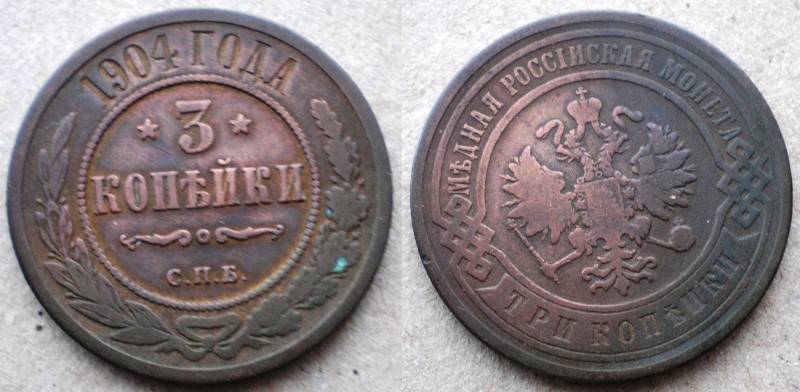 1904 ГОДА
3
КОПѢЙКИ
С.П.Б.
МѢДНАЯ РОССІЙСКАЯ МОНЕТА
ТРИ КОПѢЙКИ